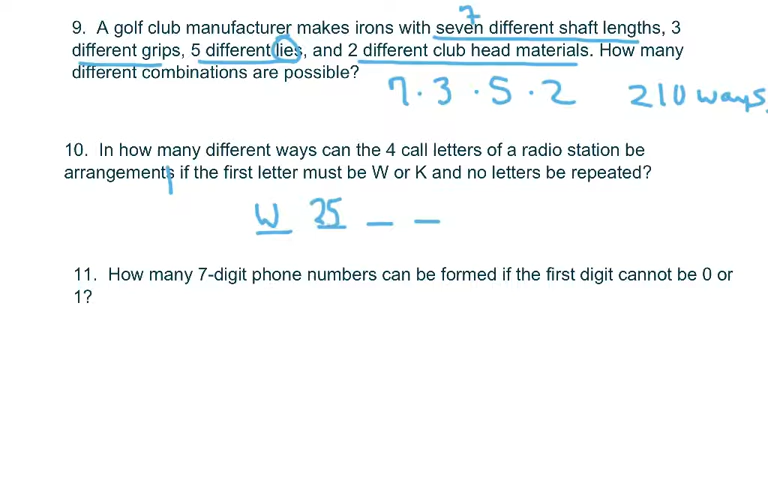 7
9. A golf club manufacturer makes irons with seven different shaft lengths, 3
different grips, 5 different lies, and 2 different club head materials. How many
different combinations are possible?
7 · 3 · 5 · 2 210 ways.
10. In how many different ways can the 4 call letters of a radio station be
arrangements if the first letter must be W or K and no letters be repeated?
W 25 _ _
11. How many 7-digit phone numbers can be formed if the first digit cannot be 0 or
1?